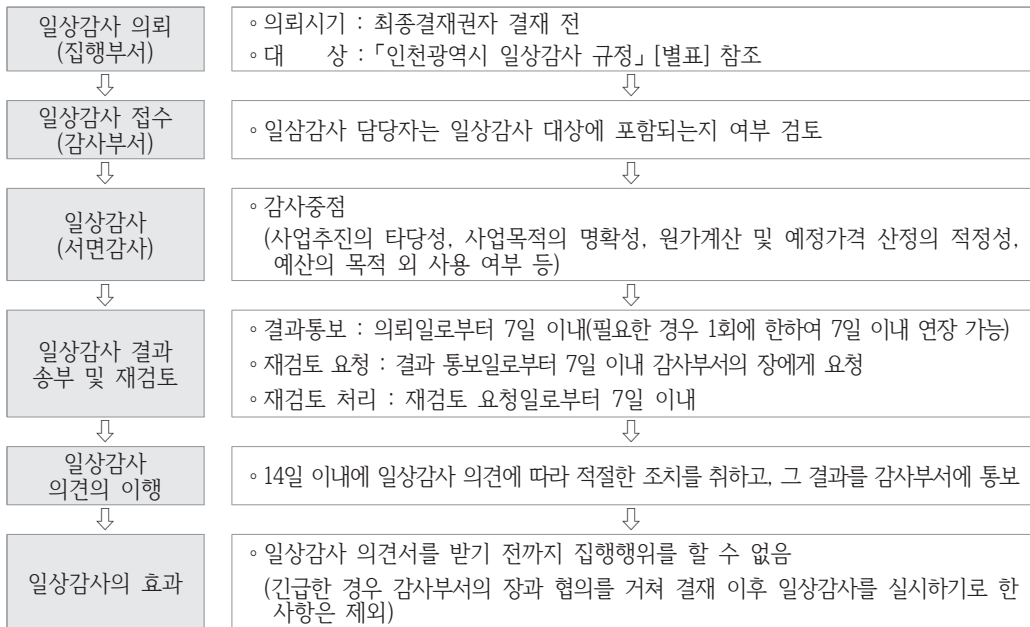 일상감사 의뢰
(집행부서)
◦ 의뢰시기 : 최종결재권자 결재 전
◦ 대 상 : 「인천광역시 일상감사 규정」 [별표] 참조
⇩ ⇩
일상감사 접수
(감사부서)
◦ 일삼감사 담당자는 일상감사 대상에 포함되는지 여부 검토
⇩ ⇩
일상감사
(서면감사)
◦ 감사중점
(사업추진의 타당성, 사업목적의 명확성, 원가계산 및 예정가격 산정의 적정성,
예산의 목적 외 사용 여부 등)
⇩ ⇩
일상감사 결과
송부 및 재검토
◦ 결과통보 : 의뢰일로부터 7일 이내(필요한 경우 1회에 한하여 7일 이내 연장 가능)
◦ 재검토 요청 : 결과 통보일로부터 7일 이내 감사부서의 장에게 요청
◦ 재검토 처리 : 재검토 요청일로부터 7일 이내
⇩ ⇩
일상감사
의견의 이행
◦ 14일 이내에 일상감사 의견에 따라 적절한 조치를 취하고, 그 결과를 감사부서에 통보
⇩ ⇩
일상감사의 효과
◦ 일상감사 의견서를 받기 전까지 집행행위를 할 수 없음
(긴급한 경우 감사부서의 장과 협의를 거쳐 결재 이후 일상감사를 실시하기로 한
사항은 제외)